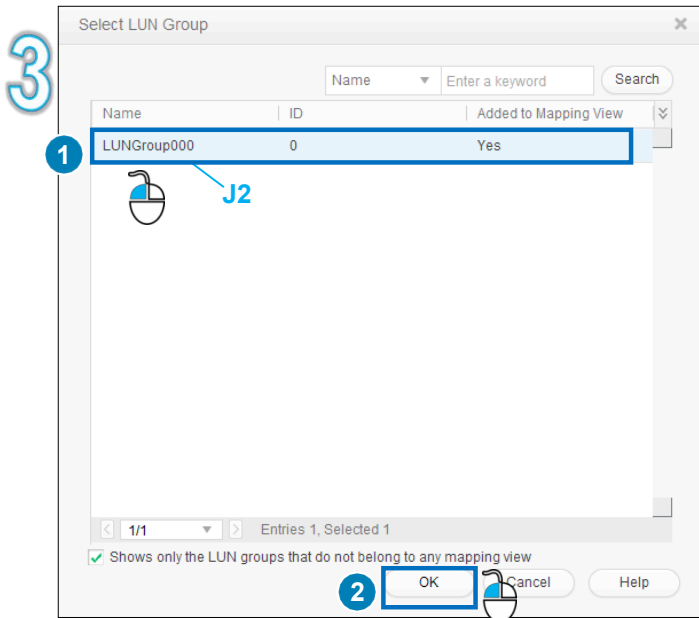 Select LUN Group
3
Name Enter a keyword Search
Name ID Added to Mapping View
1 LUNGroup000 0 Yes
J2
1/1 Entries 1, Selected 1
Shows only the LUN groups that do not belong to any mapping view
2 OK Cancel Help